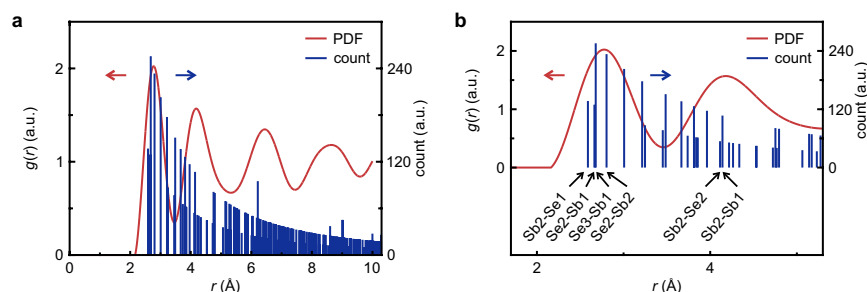 a
PDF
count
2
1
0
g(r) (a.u.)
240
120
0
count (a.u.)
0
2
4
6
8
10
r (Å)
b
PDF
count
2
1
0
g(r) (a.u.)
240
120
0
count (a.u.)
Sb2-Se1
Se2-Sb1
Se3-Sb1
Se2-Sb2
Sb2-Se2
Sb2-Sb1
2
4
r (Å)